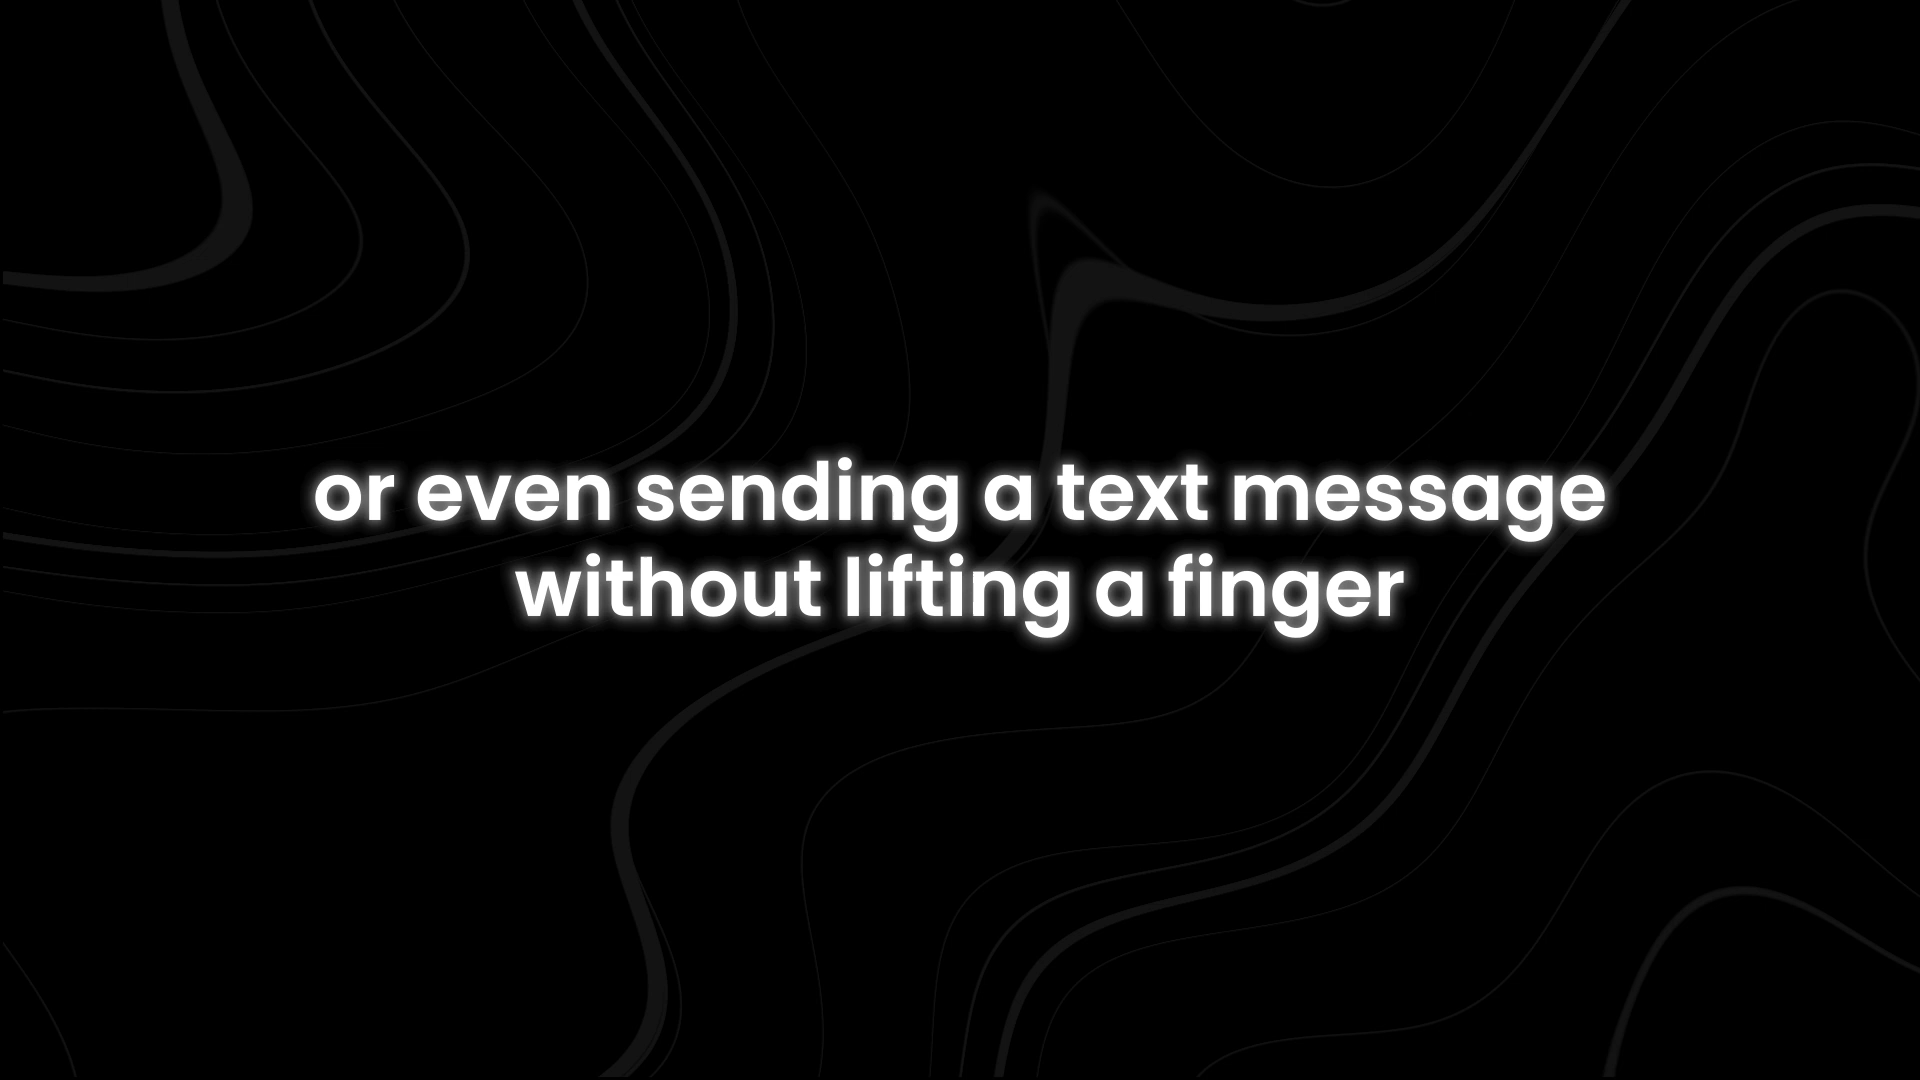 or even sending a text message
without lifting a finger